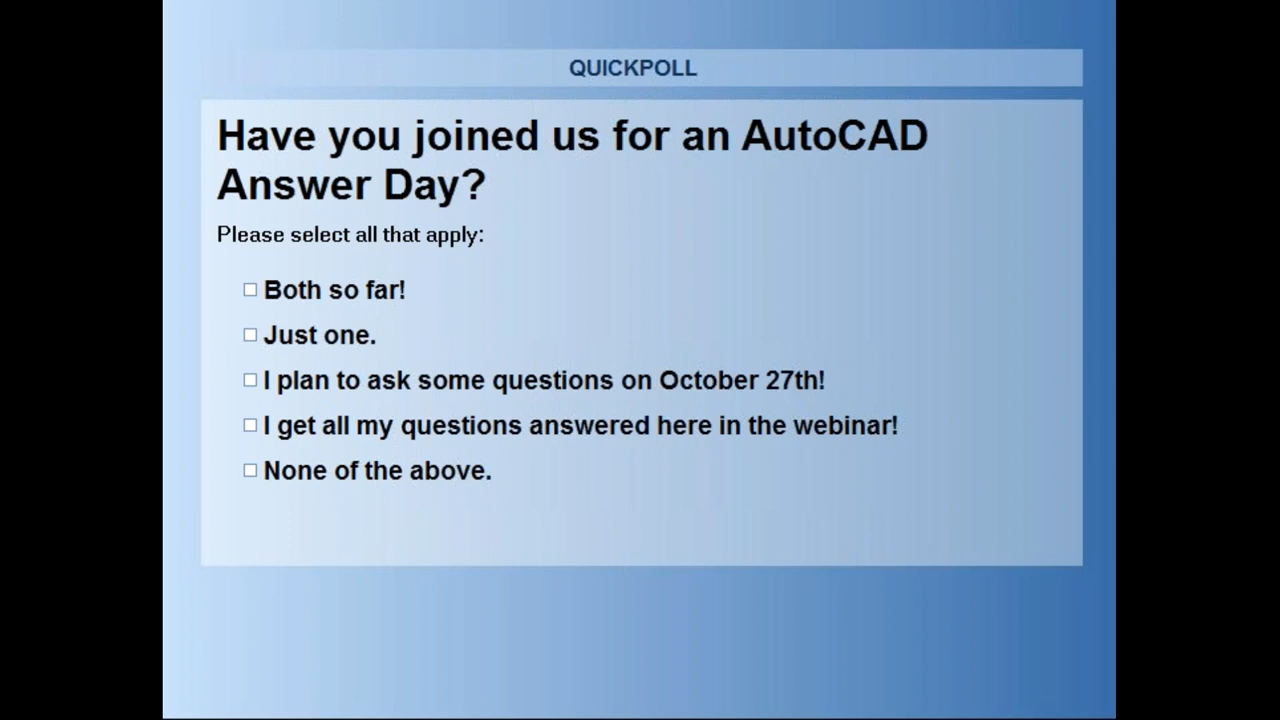 QUICKPOLL
Have you joined us for an AutoCAD
Answer Day?
Please select all that apply:
Both so far!
Just one.
I plan to ask some questions on October 27th!
I get all my questions answered here in the webinar!
None of the above.